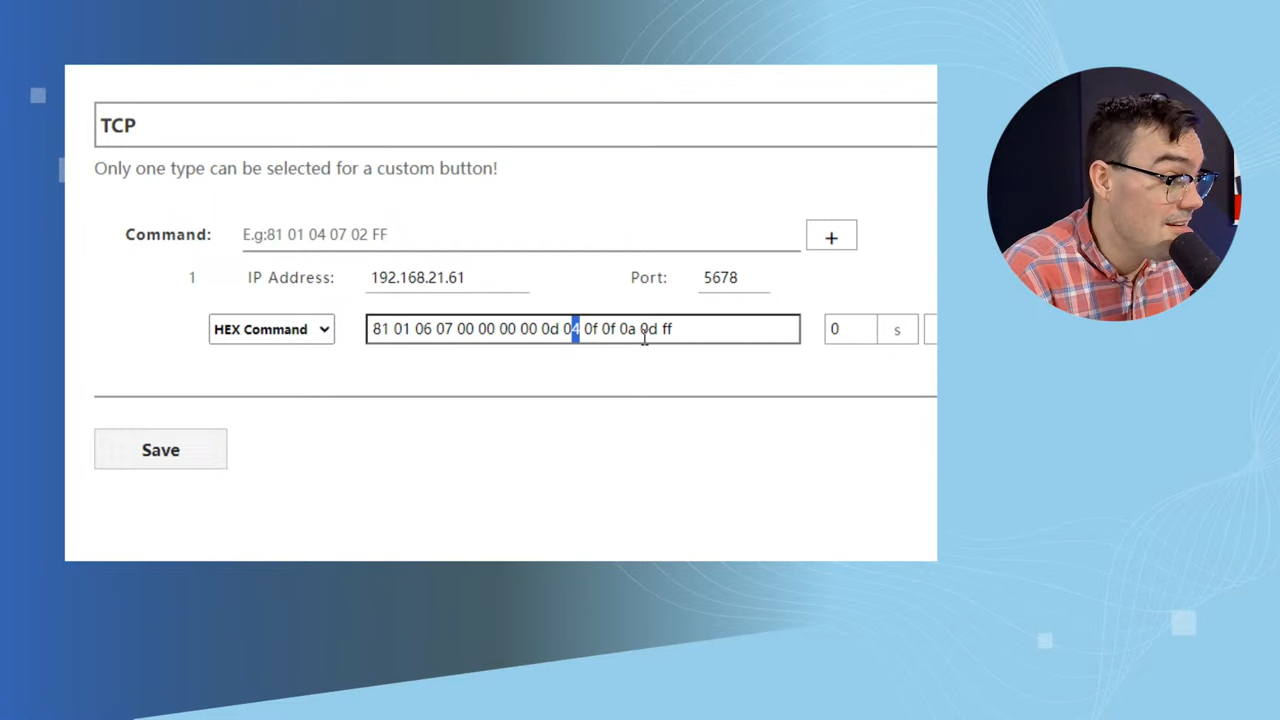 TCP
Only one type can be selected for a custom button!
Command: E.g:81 01 04 07 02 FF +
1 IP Address: 192.168.21.61 Port: 5678
HEX Command 81 01 06 07 00 00 00 00 0d 04 0f 0f 0a 0d ff 0 s
Save